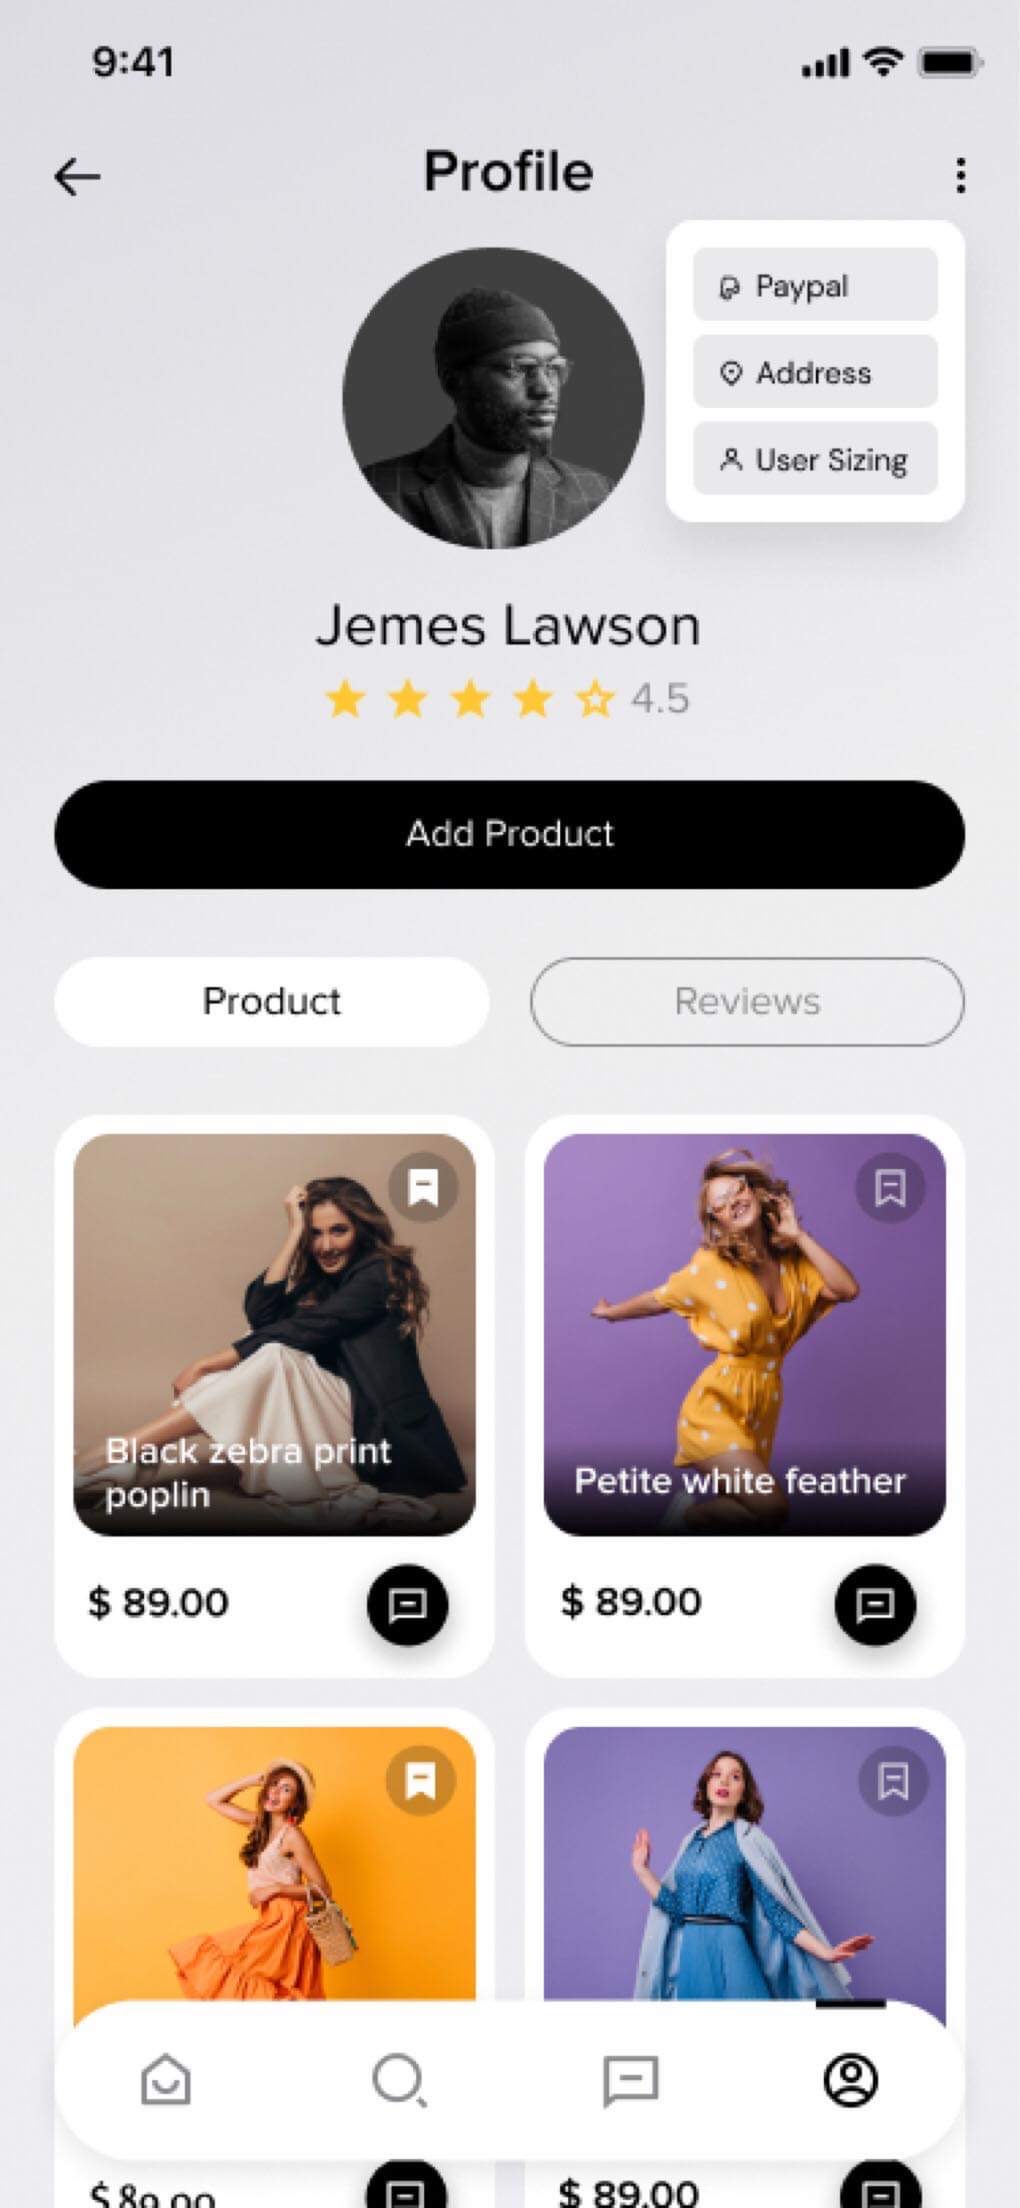 9:41
Profile
Paypal
Address
User Sizing
Jemes Lawson
4.5
Add Product
Product
Reviews
Black zebra print
poplin
Petite white feather
$ 89.00
$ 89.00
$ 89.00
$ 89.00